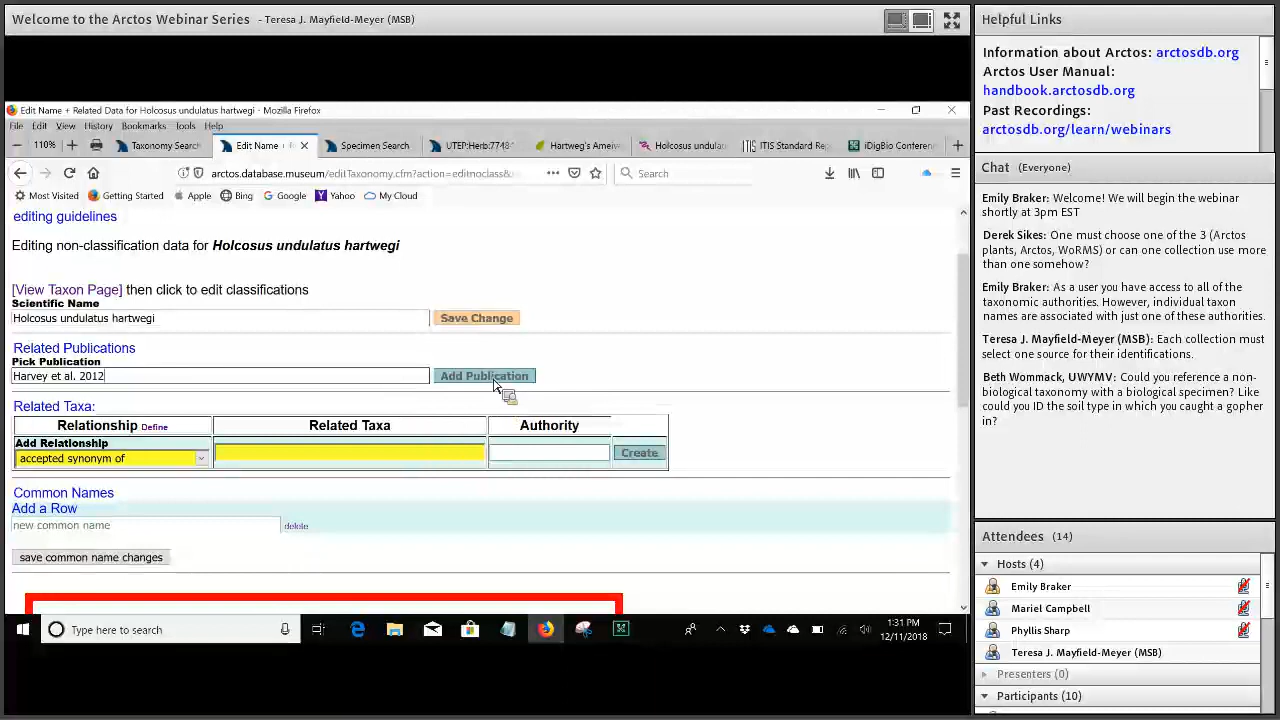 Welcome to the Arctos Webinar Series - Teresa J. Mayfield-Meyer (MSB)
Edit Name + Related Data for Holcosus undulatus hartwegi - Mozilla Firefox
File Edit View History Bookmarks Tools Help
110% Taxonomy Search Edit Name + Specimen Search UTEP:Herb:7748 Hartweg's Ameiv Holcosus undulatu ITIS Standard Rep iDigBio Conferenc
arctos.database.museum/editTaxonomy.cfm?action=editnoclass& Search
Most Visited Getting Started Apple Bing Google Yahoo My Cloud
editing guidelines
Editing non-classification data for Holcosus undulatus hartwegi
[View Taxon Page] then click to edit classifications
Scientific Name
Holcosus undulatus hartwegi Save Change
Related Publications
Pick Publication
Harvey et al. 2012 Add Publication
Related Taxa:
Relationship Define Related Taxa Authority
Add Relationship
accepted synonym of Create
Common Names
Add a Row
new common name delete
save common name changes
Type here to search
1:31 PM
12/11/2018
Helpful Links
Information about Arctos: arctosdb.org
Arctos User Manual:
handbook.arctosdb.org
Past Recordings:
arctosdb.org/learn/webinars
Chat (Everyone)
Emily Braker: Welcome! We will begin the webinar
shortly at 3pm EST
Derek Sikes: One must choose one of the 3 (Arctos
plants, Arctos, WoRMS) or can one collection use more
than one somehow?
Emily Braker: As a user you have access to all of the
taxonomic authorities. However, individual taxon
names are associated with just one of these authorities.
Teresa J. Mayfield-Meyer (MSB): Each collection must
select one source for their identifications.
Beth Wommack, UWYMV: Could you reference a non-
biological taxonomy with a biological specimen? Like
could you ID the soil type in which you caught a gopher
in?
Attendees (14)
Hosts (4)
Emily Braker
Mariel Campbell
Phyllis Sharp
Teresa J. Mayfield-Meyer (MSB)
Presenters (0)
Participants (10)